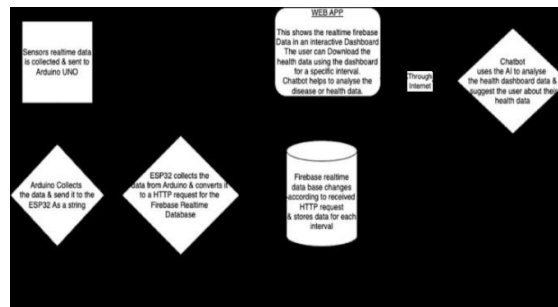 Sensors realtime data
is collected & sent to
Arduino UNO
WEB APP
This shows the realtime firebase
Data in an interactive Dashboard
The user can Download the
health data using the dashboard
for a specific interval.
Chatbot helps to analyse the
disease or health data.
Through
Internet
Chatbot
uses the AI to analyse
the health dashboard data &
suggest the user about their
health data
Arduino Collects
the data & send it to the
ESP32 As a string
ESP32 collects the
data from Arduino & converts it
to a HTTP request for the
Firebase Realtime
Database
Firebase realtime
data base changes
according to received
HTTP request
& stores data for each
interval